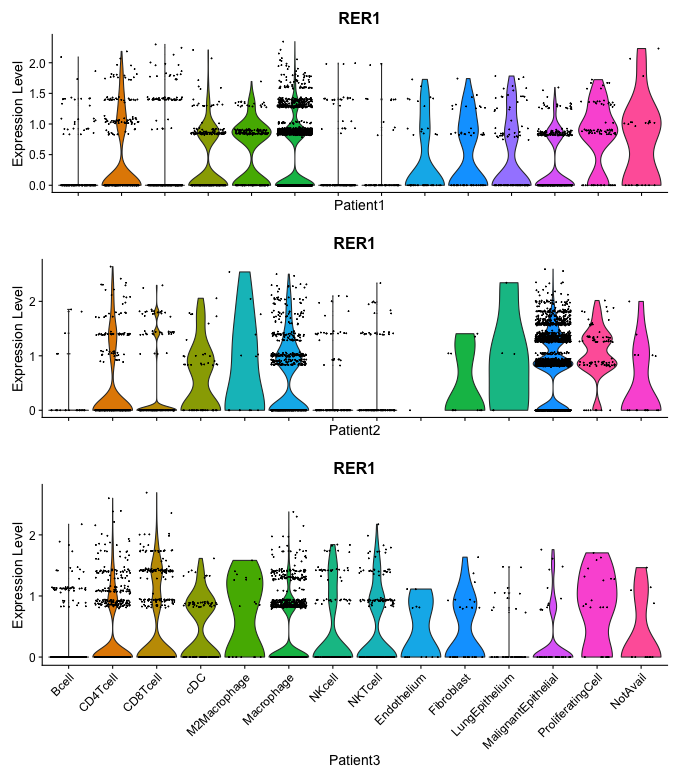 RER1
Expression Level
2.0
1.5
1.0
0.5
0.0
Patient1
RER1
Expression Level
2
1
0
Patient2
RER1
Expression Level
2
1
0
Bcell
CD4Tcell
CD8Tcell
cDC
M2Macrophage
Macrophage
NKcell
NKTcell
Endothelium
Fibroblast
LungEpithelium
MalignantEpithelial
ProliferatingCell
NotAvail
Patient3